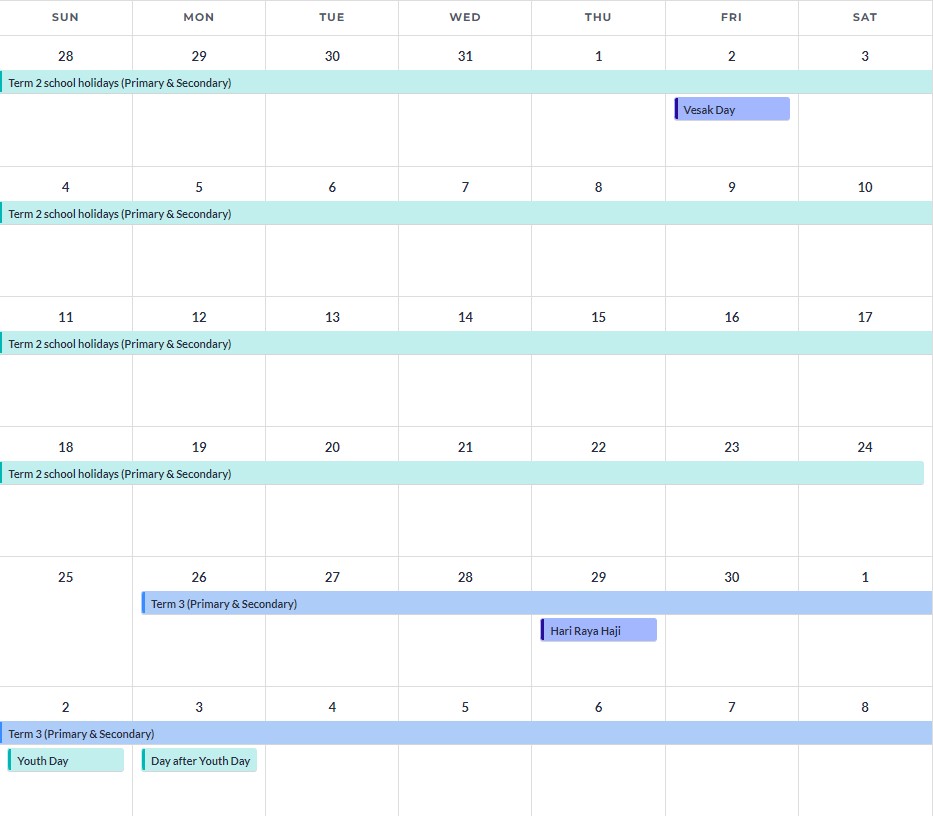 SUN MON TUE WED THU FRI SAT
28 29 30 31 1 2 3
Term 2 school holidays (Primary & Secondary)
Vesak Day
4 5 6 7 8 9 10
Term 2 school holidays (Primary & Secondary)
11 12 13 14 15 16 17
Term 2 school holidays (Primary & Secondary)
18 19 20 21 22 23 24
Term 2 school holidays (Primary & Secondary)
25 26 27 28 29 30 1
Term 3 (Primary & Secondary)
Hari Raya Haji
2 3 4 5 6 7 8
Term 3 (Primary & Secondary)
Youth Day Day after Youth Day